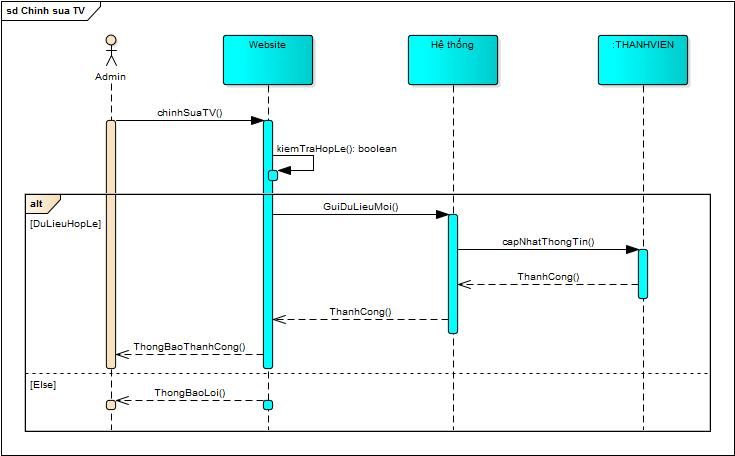 sd Chinh sua TV
Admin
Website
Hệ thống
:THANHVIEN
chinhSuaTV()
kiemTraHopLe(): boolean
alt
[DuLieuHopLe]
GuiDuLieuMoi()
capNhatThongTin()
ThanhCong()
ThanhCong()
ThongBaoThanhCong()
[Else]
ThongBaoLoi()